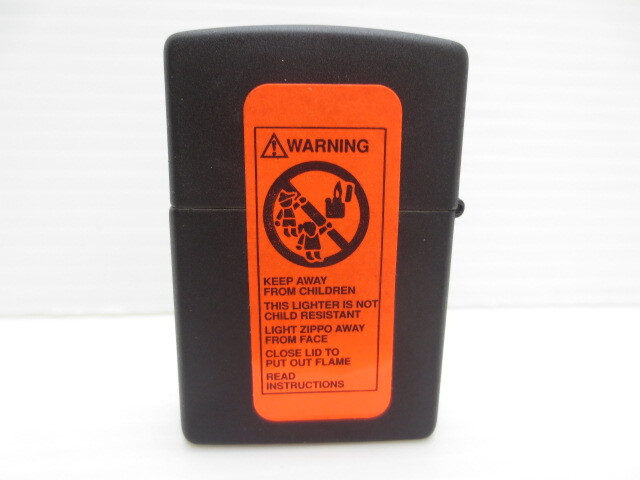 WARNING
KEEP AWAY
FROM CHILDREN
THIS LIGHTER IS NOT
CHILD RESISTANT
LIGHT ZIPPO AWAY
FROM FACE
CLOSE LID TO
PUT OUT FLAME
READ
INSTRUCTIONS